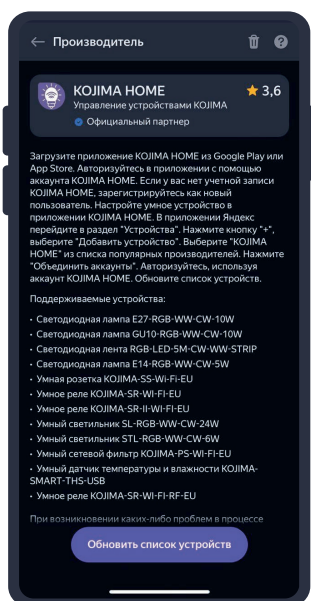 Производитель
KOJIMA HOME
3,6
Управление устройствами KOJIMA
Официальный партнер
Загрузите приложение KOJIMA HOME из Google Play или
App Store. Авторизуйтесь в приложении с помощью
аккаунта KOJIMA HOME. Если у вас нет учетной записи
KOJIMA HOME, зарегистрируйтесь как новый
пользователь. Настройте умное устройство в
приложении KOJIMA HOME. В приложении Яндекс
перейдите в раздел "Устройства". Нажмите кнопку "+",
выберите "Добавить устройство". Выберите "KOJIMA
HOME" из списка популярных производителей. Нажмите
"Объединить аккаунты". Авторизуйтесь, используя
аккаунт KOJIMA HOME. Обновите список устройств.
Поддерживаемые устройства:
• Светодиодная лампа E27-RGB-WW-CW-10W
• Светодиодная лампа GU10-RGB-WW-CW-10W
• Светодиодная лента RGB-LED-5M-CW-WW-STRIP
• Светодиодная лампа E14-RGB-WW-CW-5W
• Умная розетка KOJIMA-SS-Wi-Fi-EU
• Умное реле KOJIMA-SR-WI-FI-EU
• Умное реле KOJIMA-SR-II-WI-FI-EU
• Умный светильник SL-RGB-WW-CW-24W
• Умный светильник STL-RGB-WW-CW-6W
• Умный сетевой фильтр KOJIMA-PS-WI-FI-EU
• Умный датчик температуры и влажности KOJIMA-
SMART-THS-USB
• Умное реле KOJIMA-SR-WI-FI-RF-EU
При возникновении каких-либо проблем в процессе
Обновить список устройств